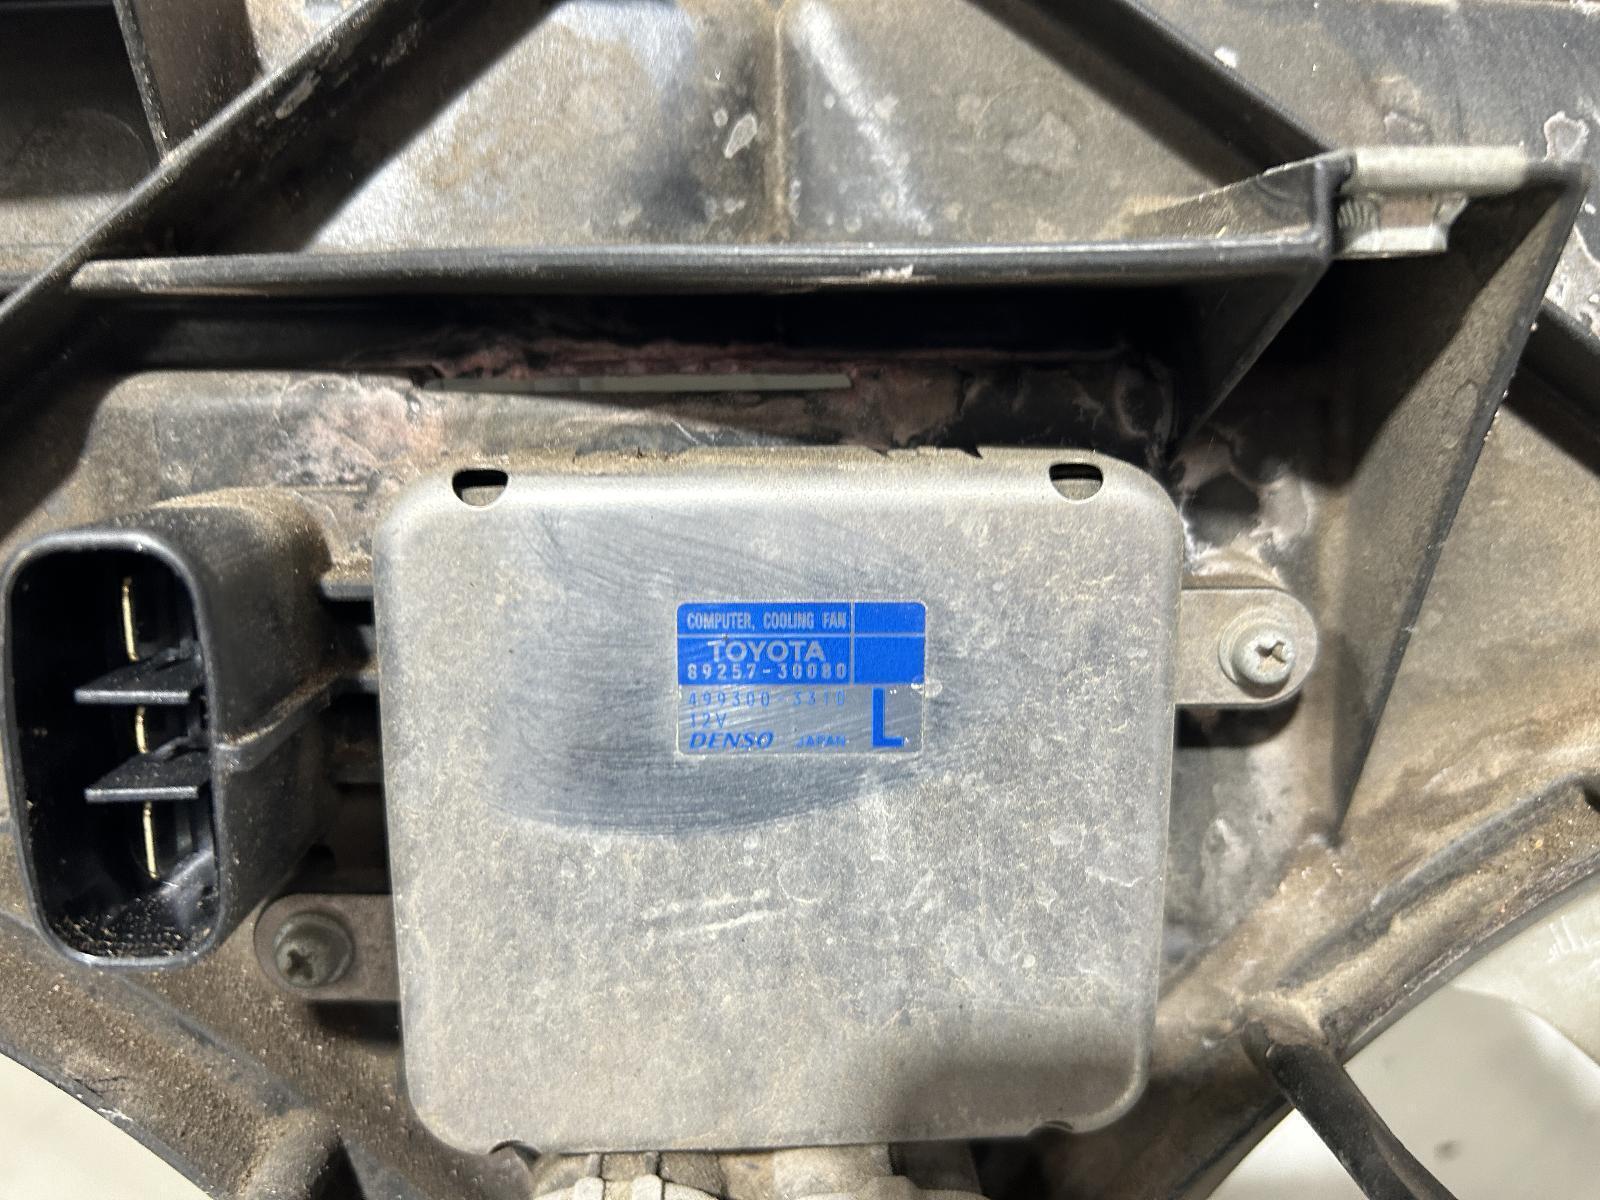 COMPUTER, COOLING FAN
TOYOTA
89257-30080
499300-3310
12V
DENSO JAPAN
L